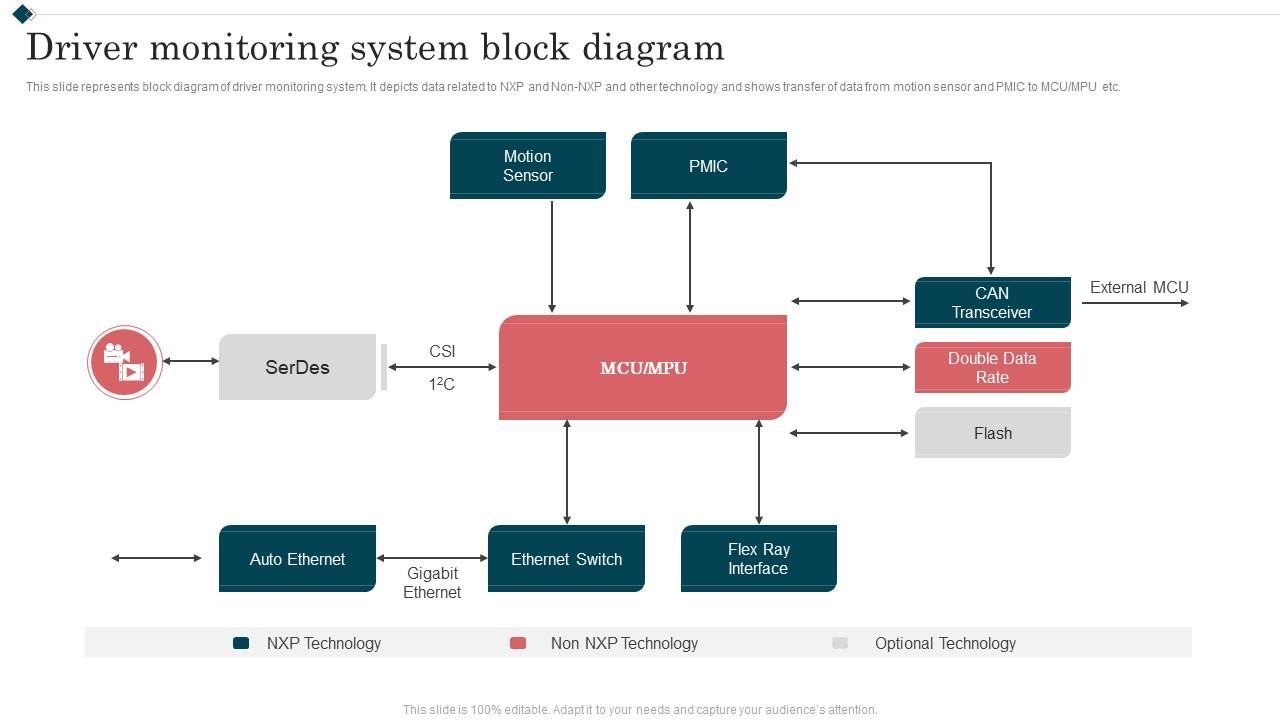 Driver monitoring system block diagram
This slide represents block diagram of driver monitoring system. It depicts data related to NXP and Non-NXP and other technology and shows transfer of data from motion sensor and PMIC to MCU/MPU etc.
Motion
Sensor
PMIC
CAN
Transceiver
External MCU
SerDes
CSI
1²C
MCU/MPU
Double Data
Rate
Flash
Auto Ethernet
Gigabit
Ethernet
Ethernet Switch
Flex Ray
Interface
NXP Technology
Non NXP Technology
Optional Technology
This slide is 100% editable. Adapt it to your needs and capture your audience's attention.